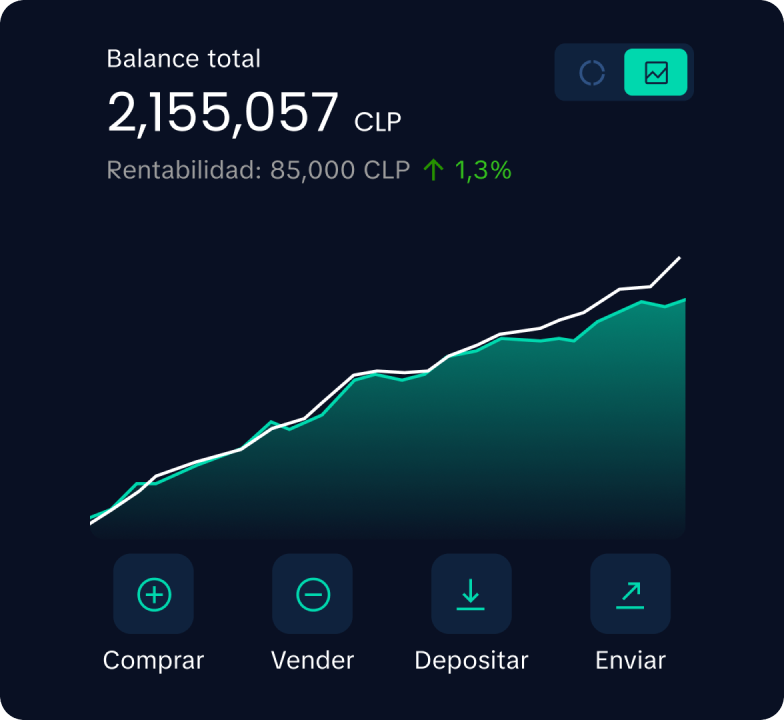 Balance total
2,155,057 CLP
Rentabilidad: 85,000 CLP ↑ 1,3%
Comprar Vender Depositar Enviar